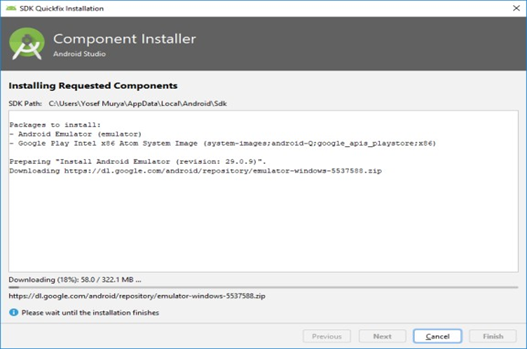 SDK Quickfix Installation
Component Installer
Android Studio
Installing Requested Components
SDK Path: C:\Users\Yosef Murya\AppData\Local\Android\Sdk
Packages to install:
- Android Emulator (emulator)
- Google Play Intel x86 Atom System Image (system-images;android-Q;google_apis_playstore;x86)
Preparing "Install Android Emulator (revision: 29.0.9)".
Downloading https://dl.google.com/android/repository/emulator-windows-5537588.zip
Downloading (18%): 58.0 / 322.1 MB ...
https://dl.google.com/android/repository/emulator-windows-5537588.zip
Please wait until the installation finishes
Previous Next Cancel Finish